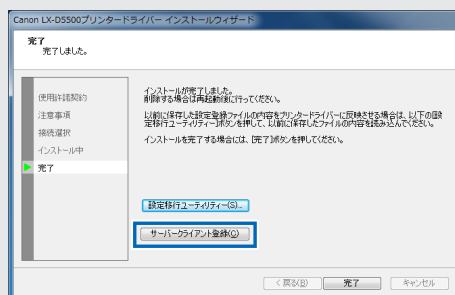 Canon LX-D5500プリンタードライバー インストールウィザード
完了
完了しました。
使用許諾契約
注意事項
接続選択
インストール中
完了
インストールが完了しました。
削除する場合は再起動後に行ってください。
以前に保存した設定登録ファイルの内容をプリンタードライバーに反映させる場合は、以下の[設
定移行ユーティリティー]ボタンを押して、以前に保存したファイルの内容を読み込んでください。
インストールを完了する場合には、[完了]ボタンを押してください。
設定移行ユーティリティー(S)...
サーバークライアント登録(C)
< 戻る(B)
完了
キャンセル